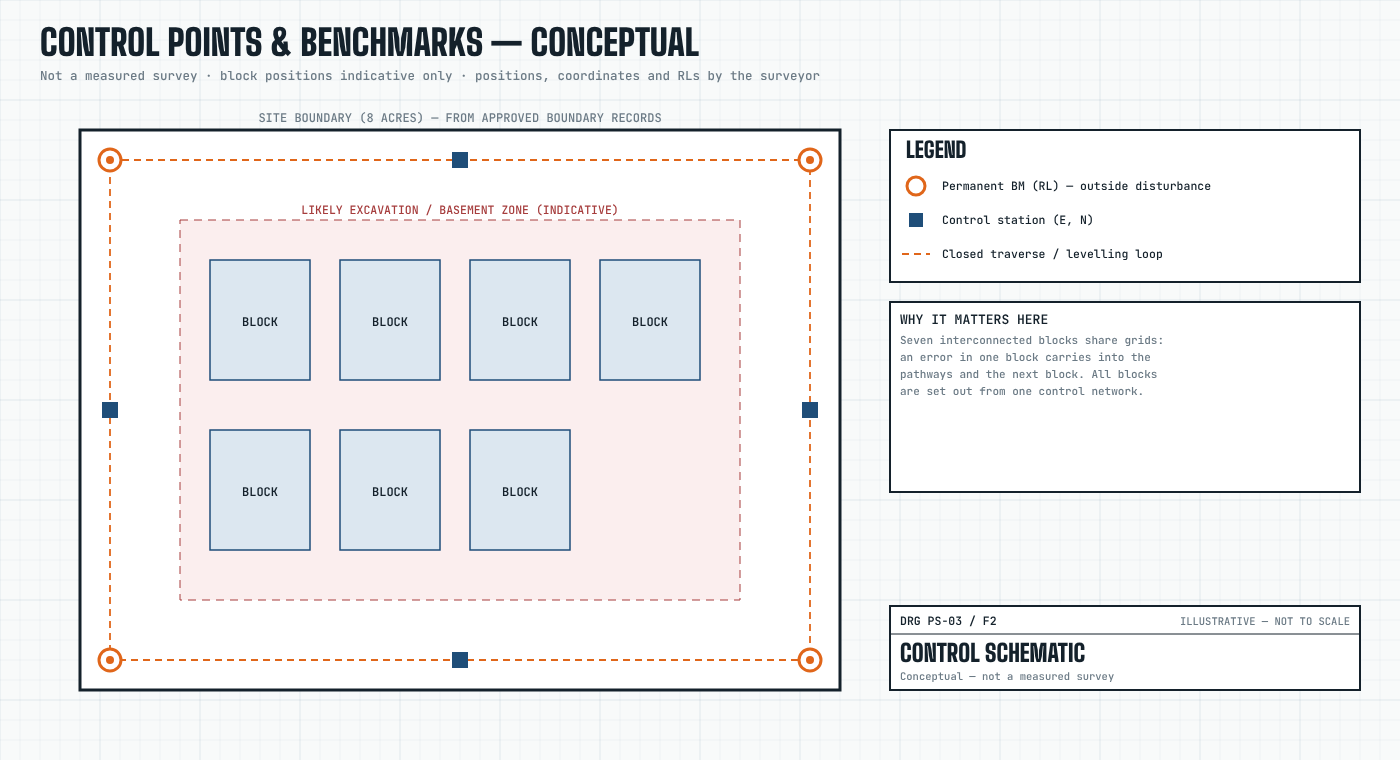 CONTROL POINTS & BENCHMARKS — CONCEPTUAL
Not a measured survey · block positions indicative only · positions, coordinates and RLs by the surveyor
SITE BOUNDARY (8 ACRES) — FROM APPROVED BOUNDARY RECORDS
LIKELY EXCAVATION / BASEMENT ZONE (INDICATIVE)
BLOCK BLOCK BLOCK BLOCK
BLOCK BLOCK BLOCK
LEGEND
Permanent BM (RL) — outside disturbance
Control station (E, N)
Closed traverse / levelling loop
WHY IT MATTERS HERE
Seven interconnected blocks share grids:
an error in one block carries into the
pathways and the next block. All blocks
are set out from one control network.
DRG PS-03 / F2 ILLUSTRATIVE — NOT TO SCALE
CONTROL SCHEMATIC
Conceptual — not a measured survey